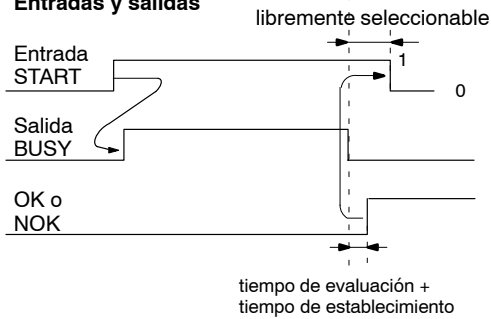 Entradas y salidas
libremente seleccionable
Entrada
START
1
0
Salida
BUSY
OK o
NOK
tiempo de evaluación +
tiempo de establecimiento